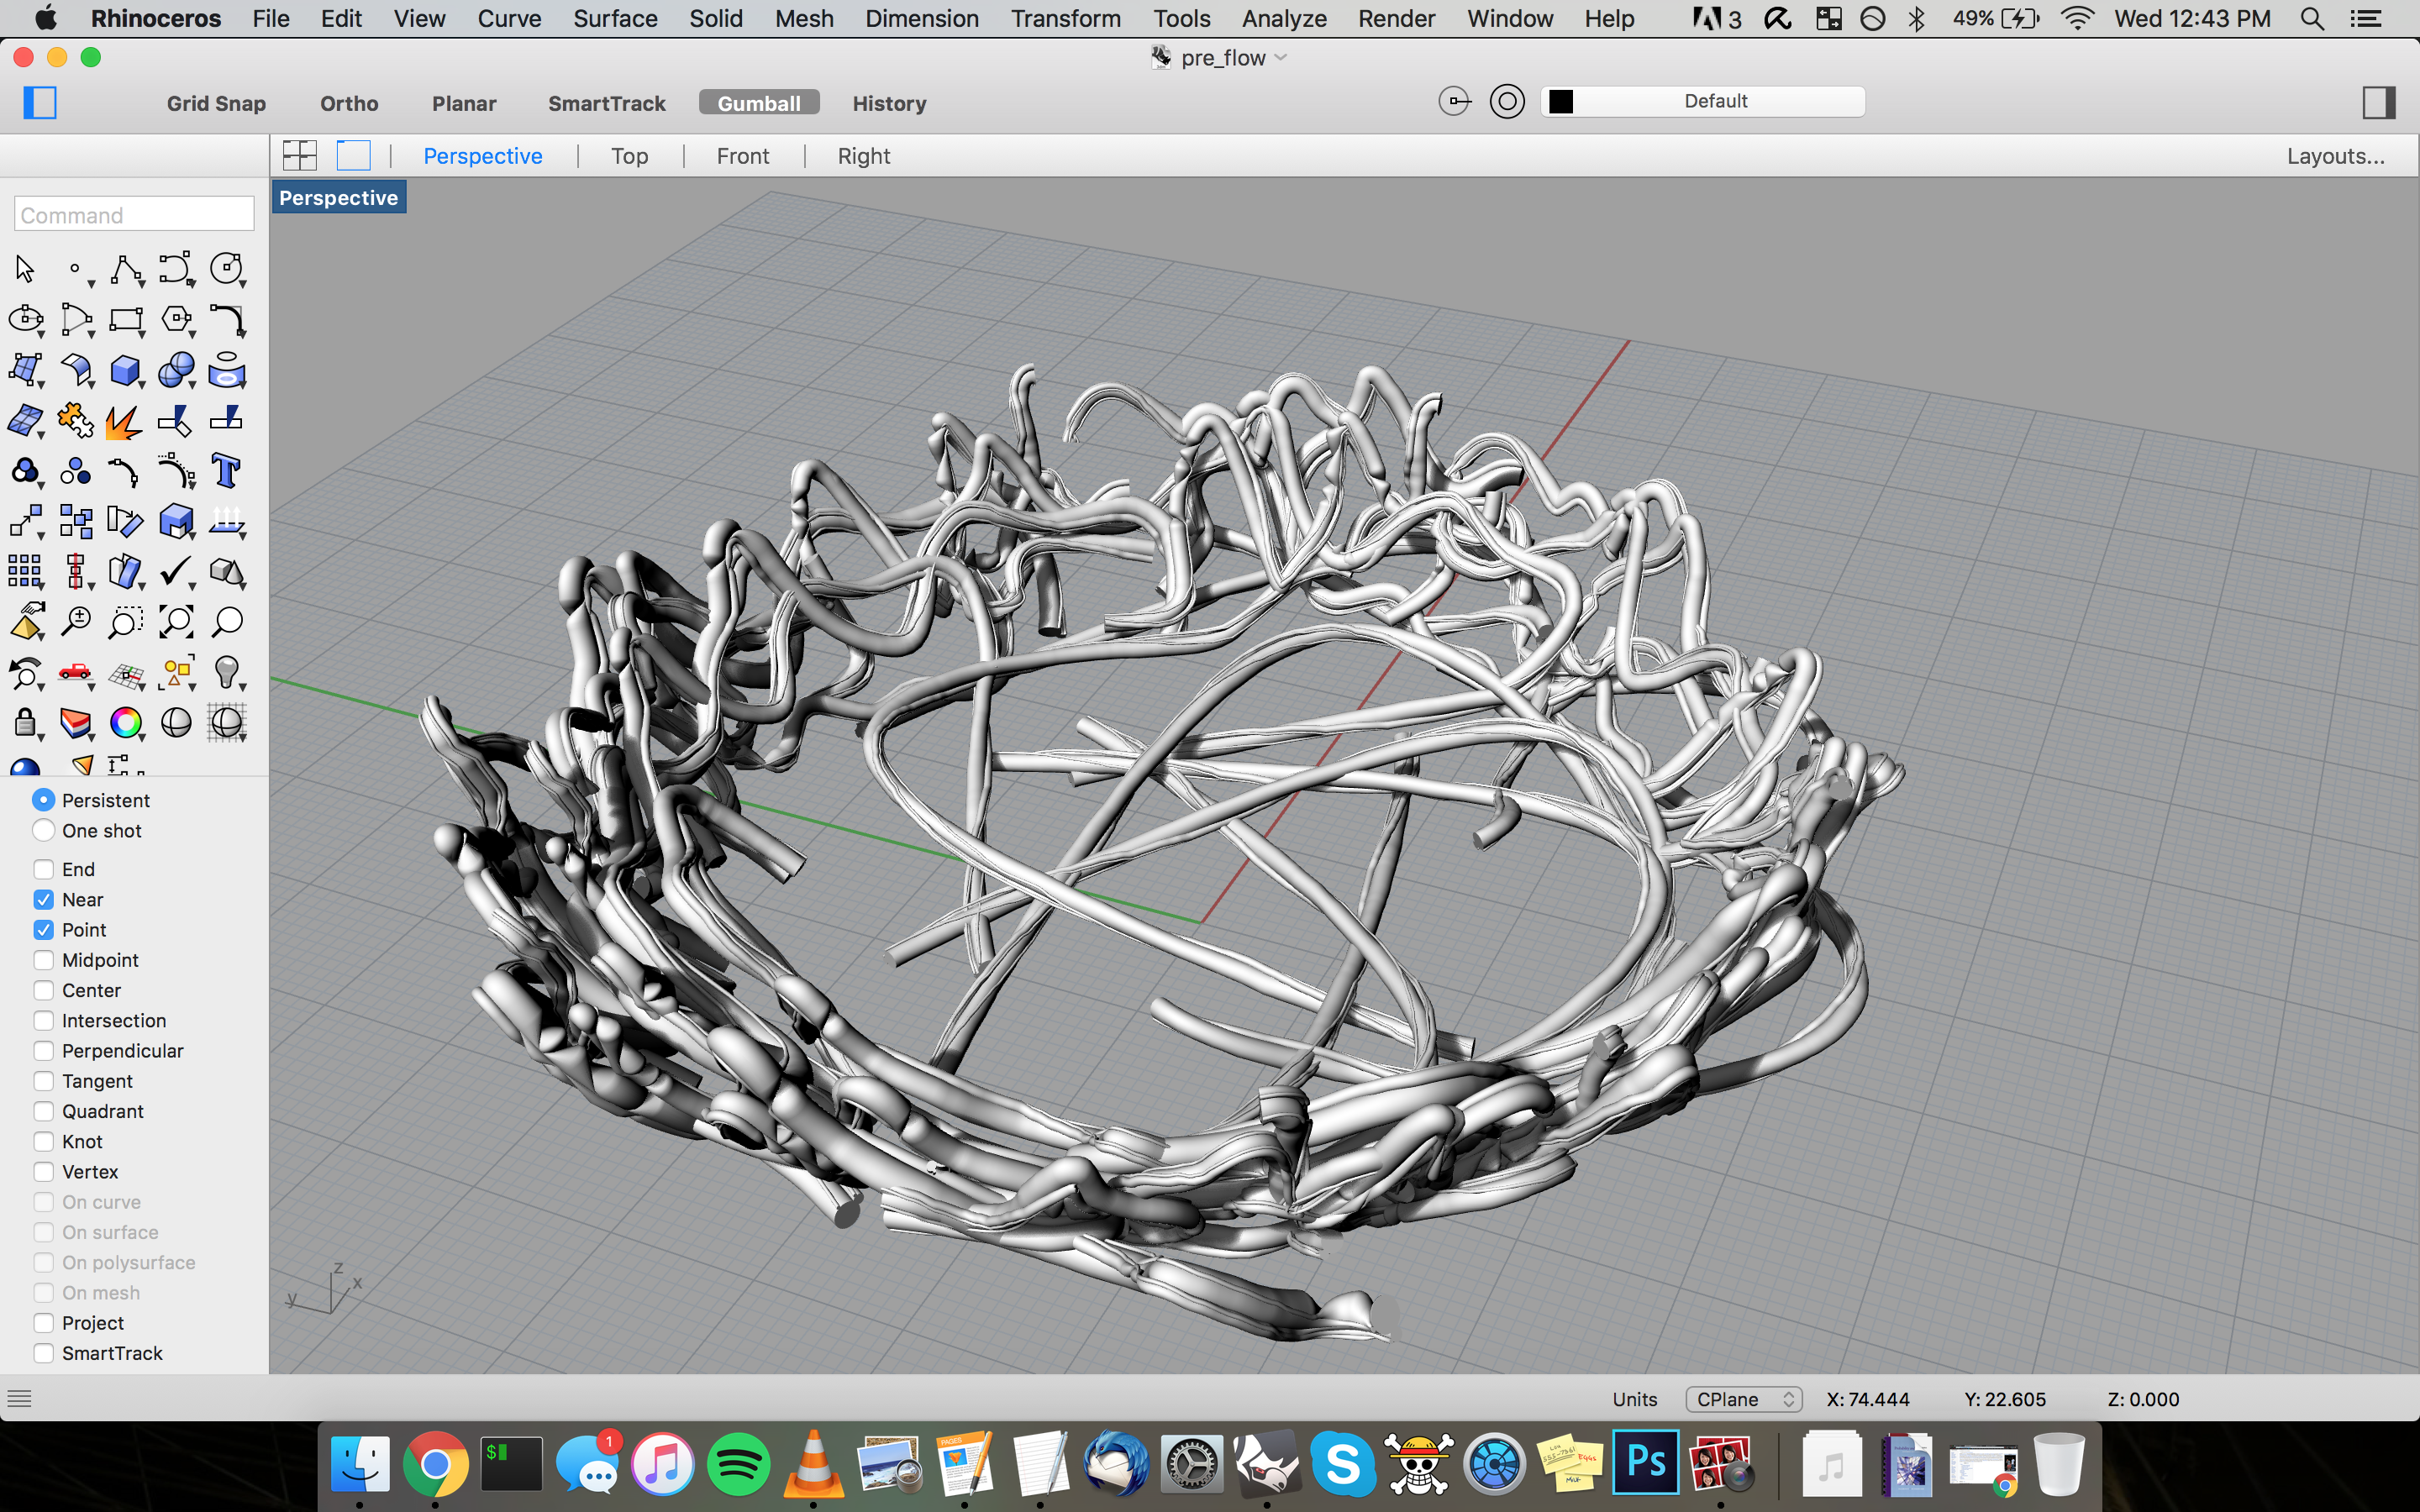 Rhinoceros File Edit View Curve Surface Solid Mesh Dimension Transform Tools Analyze Render Window Help 3 49% Wed 12:43 PM
pre_flow
Grid Snap Ortho Planar SmartTrack Gumball History Default
Perspective Top Front Right Layouts...
Perspective
Command
Persistent
One shot
End
Near
Point
Midpoint
Center
Intersection
Perpendicular
Tangent
Quadrant
Knot
Vertex
On curve
On surface
On polysurface
On mesh
Project
SmartTrack
z
x
y
Units CPlane X: 74.444 Y: 22.605 Z: 0.000
$
1
PAGES
S
Ps